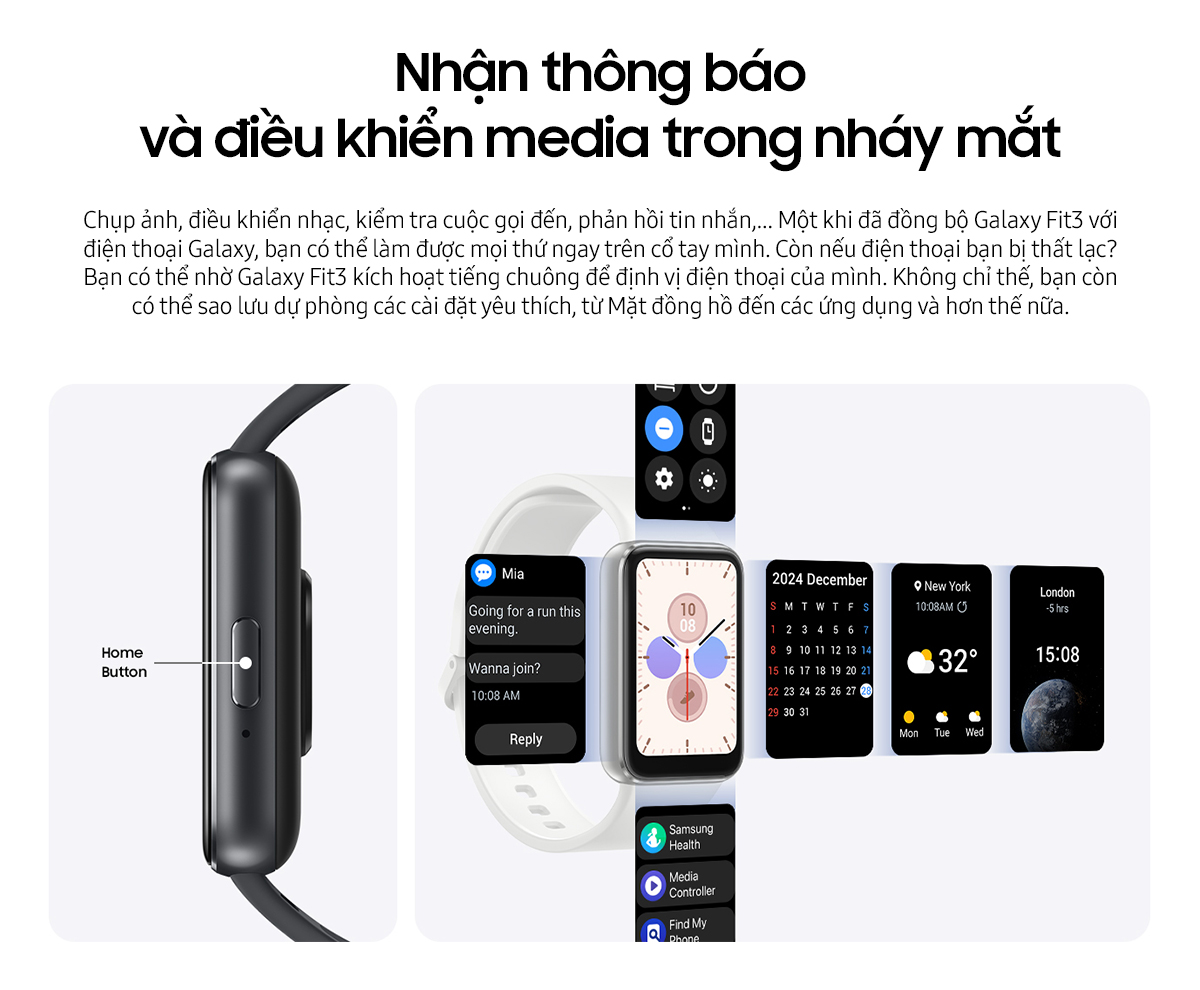 Nhận thông báo
và điều khiển media trong nháy mắt
Chụp ảnh, điều khiển nhạc, kiểm tra cuộc gọi đến, phản hồi tin nhắn,... Một khi đã đồng bộ Galaxy Fit3 với
điện thoại Galaxy, bạn có thể làm được mọi thứ ngay trên cổ tay mình. Còn nếu điện thoại bạn bị thất lạc?
Bạn có thể nhờ Galaxy Fit3 kích hoạt tiếng chuông để định vị điện thoại của mình. Không chỉ thế, bạn còn
có thể sao lưu dự phòng các cài đặt yêu thích, từ Mặt đồng hồ đến các ứng dụng và hơn thế nữa.
Home
Button
Mia
Going for a run this
evening.
Wanna join?
10:08 AM
Reply
10
08
2024 December
S M T W T F S
1 2 3 4 5 6 7
8 9 10 11 12 13 14
15 16 17 18 19 20 21
22 23 24 25 26 27 28
29 30 31
New York
10:08AM
32°
Mon Tue Wed
London
-5 hrs
15:08
Samsung
Health
Media
Controller
Find My
Phone